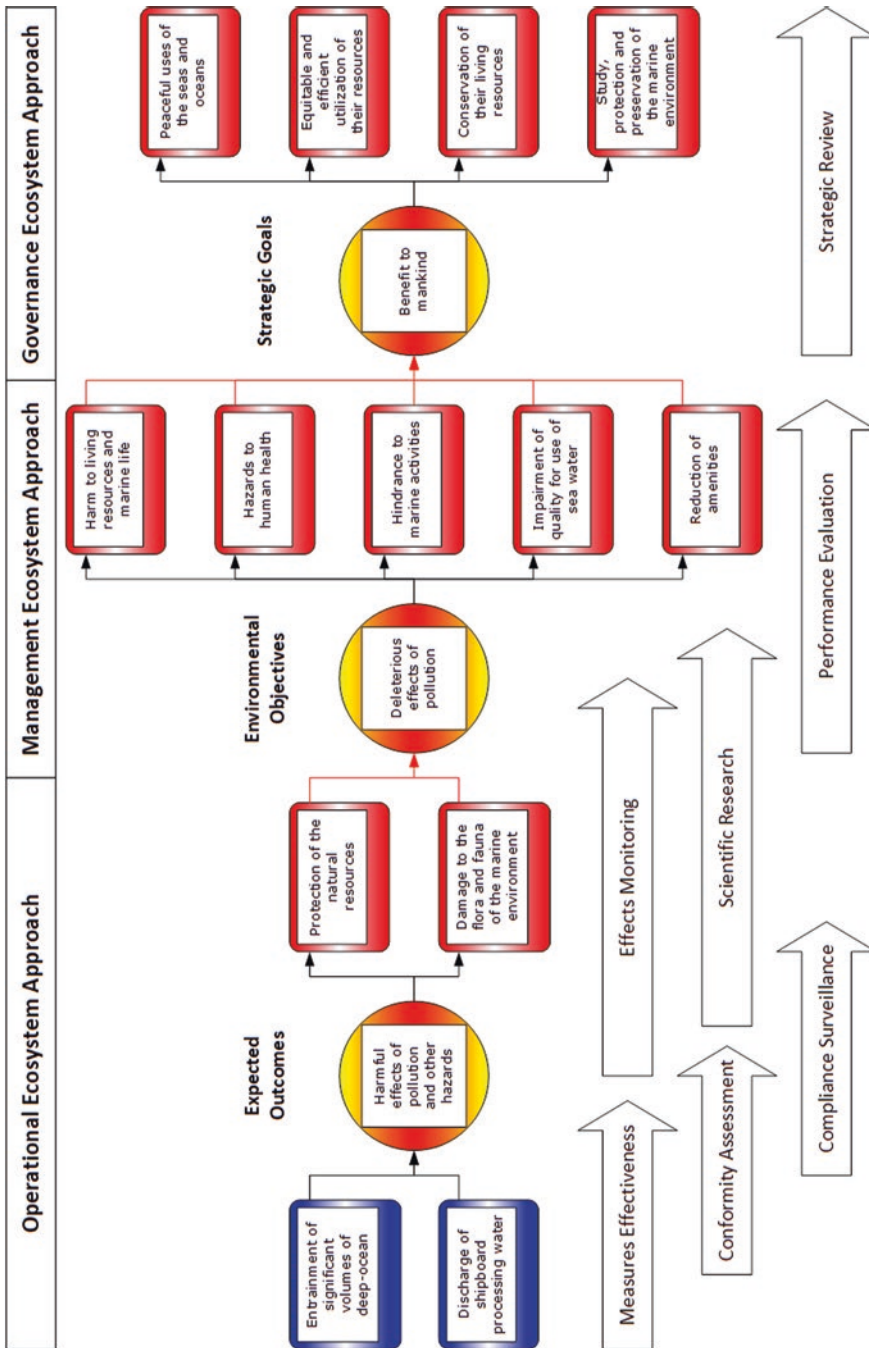 Operational Ecosystem Approach
Management Ecosystem Approach
Governance Ecosystem Approach
Expected
Outcomes
Environmental
Objectives
Strategic Goals
Entrainment of
significant
volumes of
deep-ocean
Discharge of
shipboard
processing water
Harmful
effects of
pollution
and other
hazards
Protection of the
natural
resources
Damage to the
flora and fauna
of the marine
environment
Deleterious
effects of
pollution
Harm to living
resources and
marine life
Hazards to
human health
Hindrance to
marine activities
Impairment of
quality for use of
sea water
Reduction of
amenities
Benefit to
mankind
Peaceful uses of
the seas and
oceans
Equitable and
efficient
utilization of
their resources
Conservation of
their living
resources
Study,
protection and
preservation of
the marine
environment
Measures Effectiveness
Effects Monitoring
Conformity Assessment
Scientific Research
Compliance Surveillance
Performance Evaluation
Strategic Review